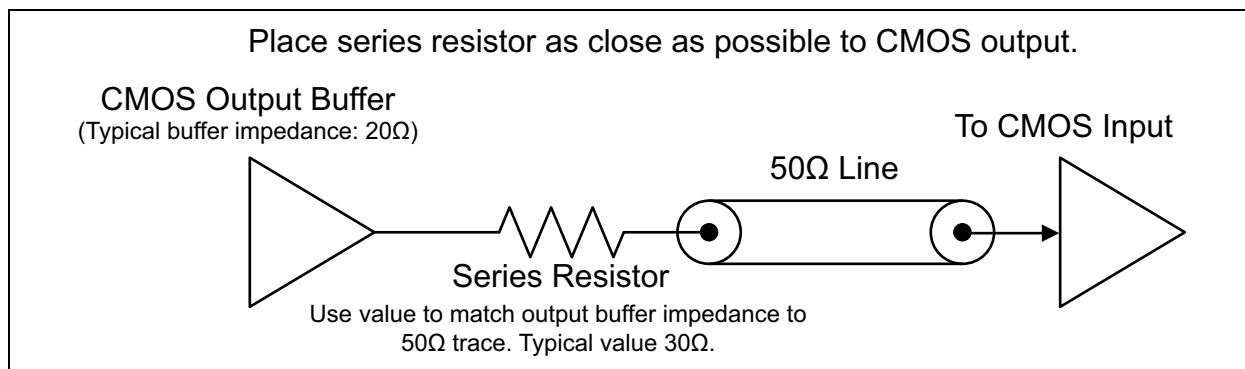 Place series resistor as close as possible to CMOS output.
CMOS Output Buffer
(Typical buffer impedance: 20Ω)
To CMOS Input
50Ω Line
Series Resistor
Use value to match output buffer impedance to
50Ω trace. Typical value 30Ω.